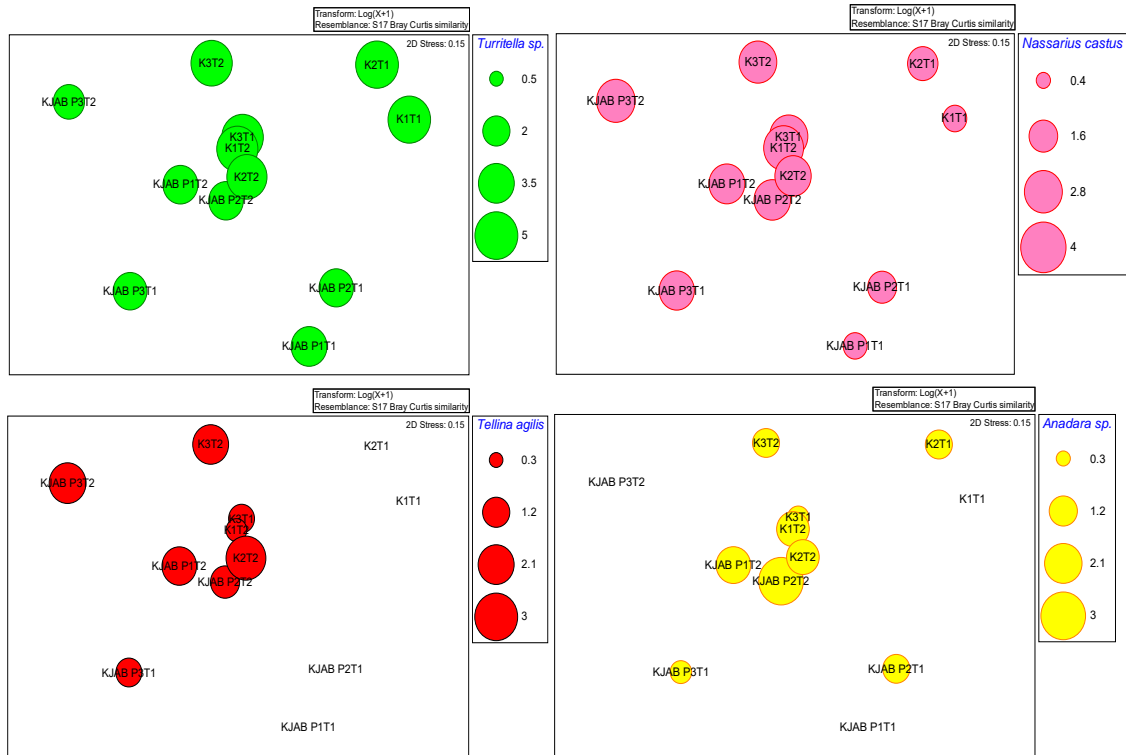 Transform: Log(X+1)
Resemblance: S17 Bray Curtis similarity
2D Stress: 0.15
K3T2
K2T1
KJAB P3T2
K1T1
K3T1
K1T2
K2T2
KJAB P1T2
KJAB P2T2
KJAB P3T1
KJAB P2T1
KJAB P1T1
Turritella sp.
0.5
2
3.5
5
Transform: Log(X+1)
Resemblance: S17 Bray Curtis similarity
2D Stress: 0.15
K3T2
K2T1
KJAB P3T2
K1T1
K3T1
K1T2
K2T2
KJAB P1T2
KJAB P2T2
KJAB P3T1
KJAB P2T1
KJAB P1T1
Nassarius castus
0.4
1.6
2.8
4
Transform: Log(X+1)
Resemblance: S17 Bray Curtis similarity
2D Stress: 0.15
K3T2
K2T1
KJAB P3T2
K1T1
K3T1
K1T2
K2T2
KJAB P1T2
KJAB P2T2
KJAB P3T1
KJAB P2T1
KJAB P1T1
Tellina agilis
0.3
1.2
2.1
3
Transform: Log(X+1)
Resemblance: S17 Bray Curtis similarity
2D Stress: 0.15
K3T2
K2T1
KJAB P3T2
K1T1
K3T1
K1T2
K2T2
KJAB P1T2
KJAB P2T2
KJAB P3T1
KJAB P2T1
KJAB P1T1
Anadara sp.
0.3
1.2
2.1
3